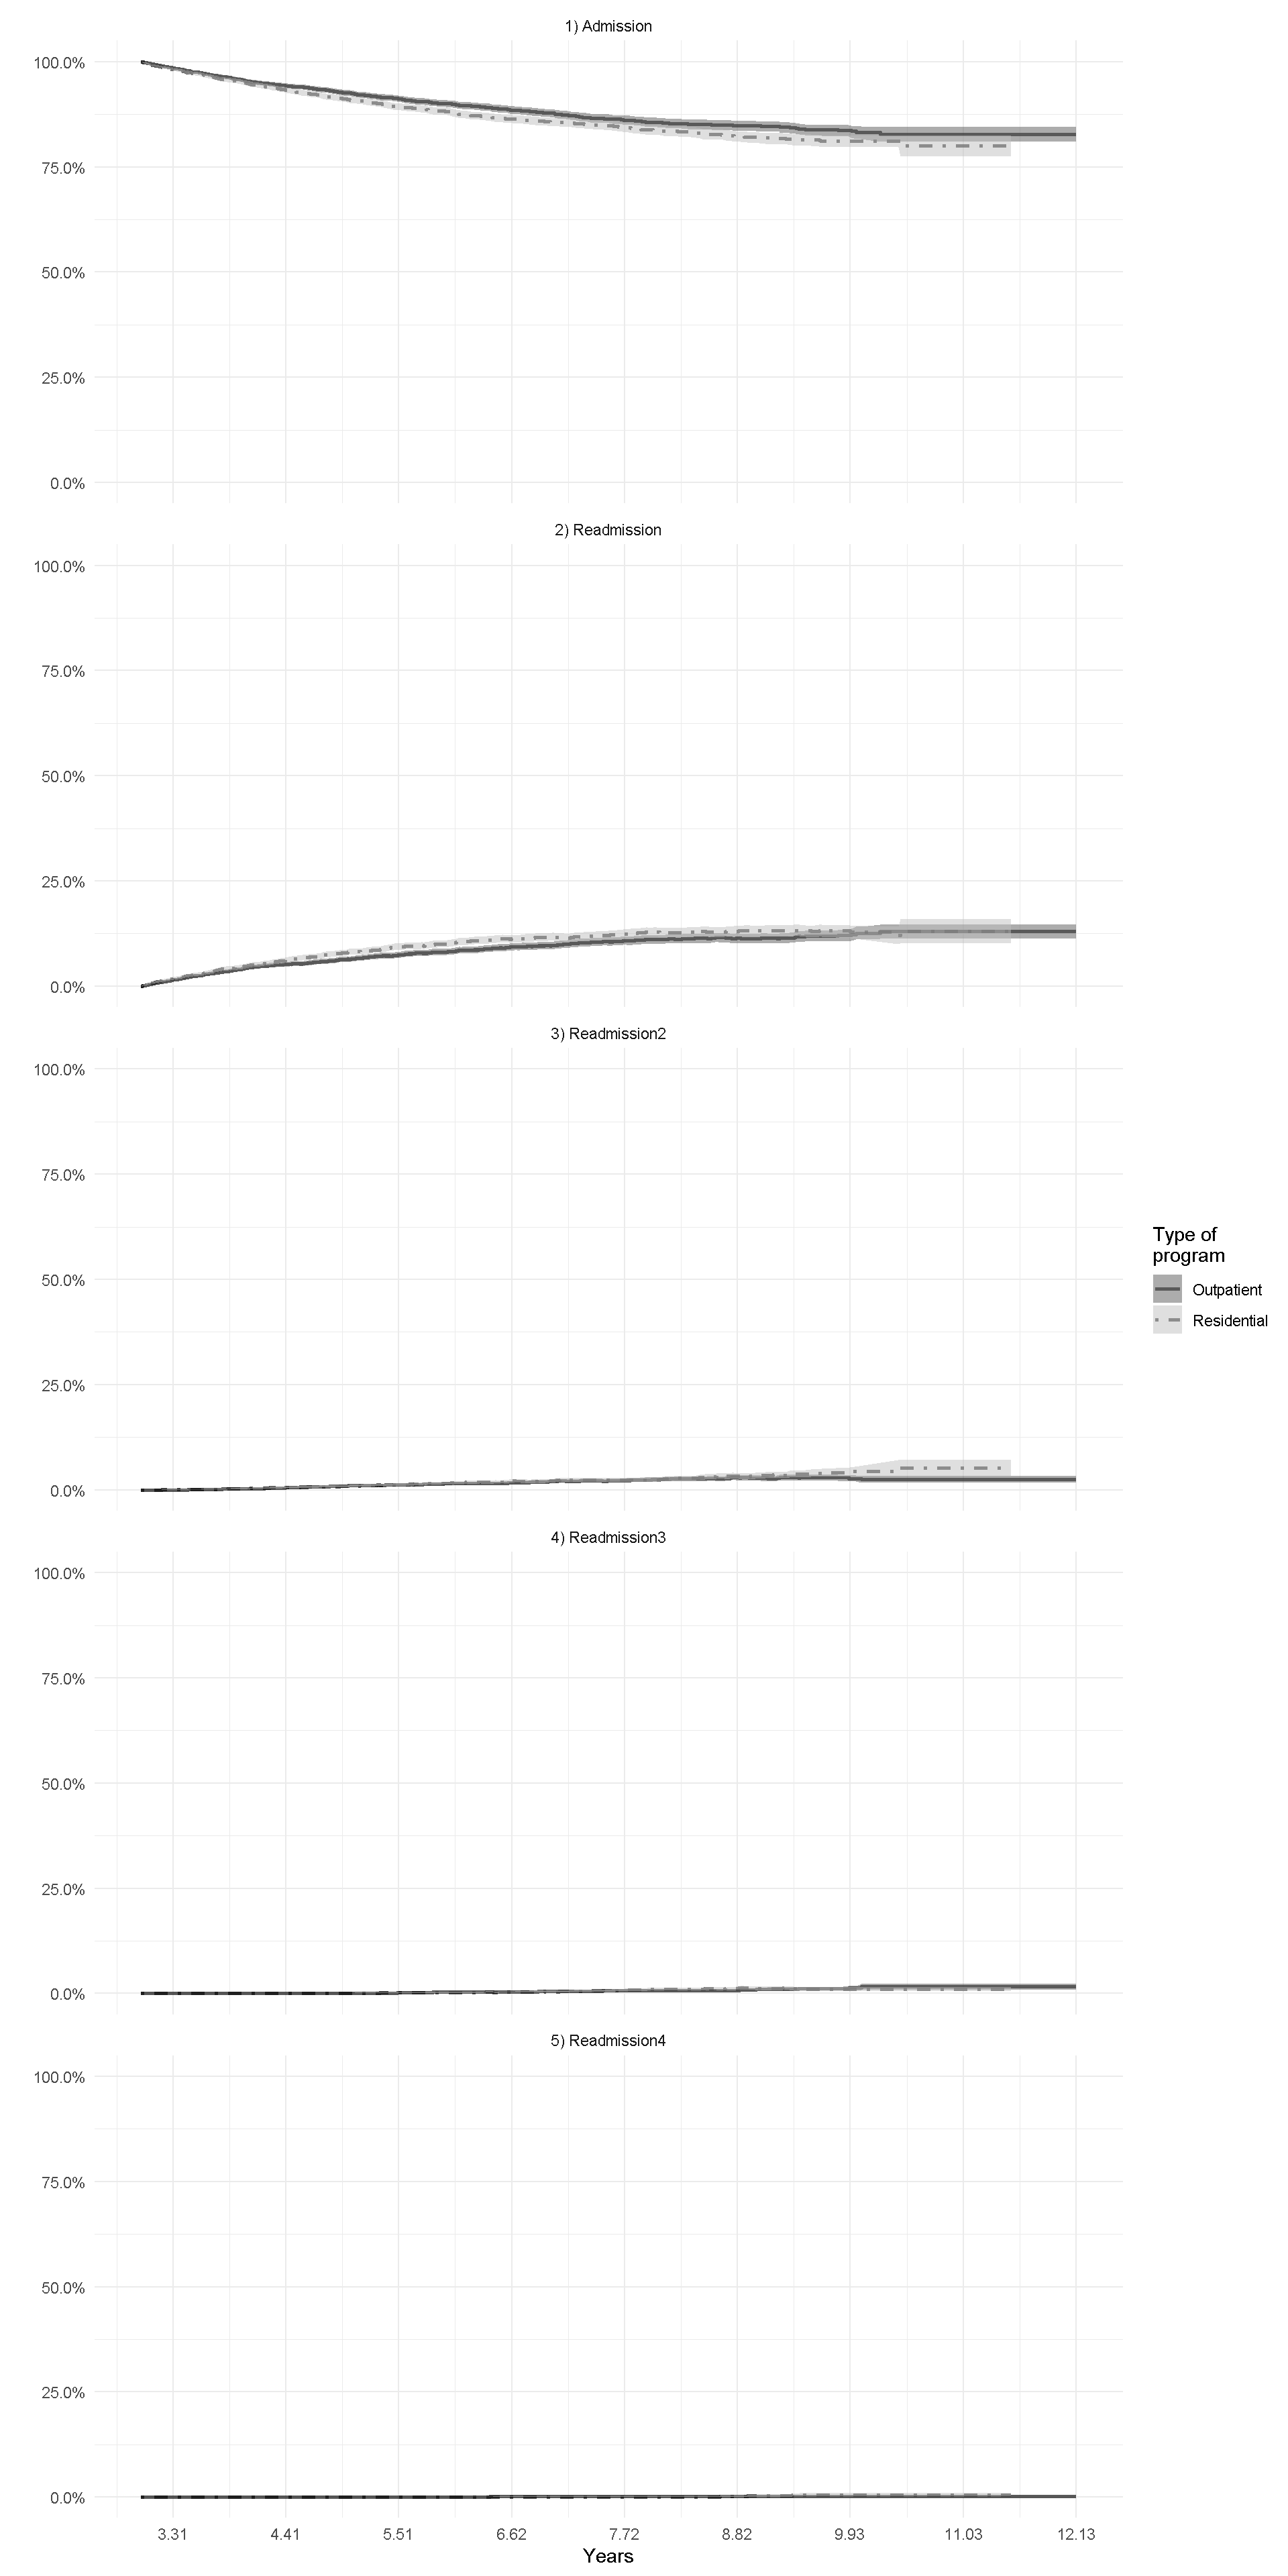 1) Admission
100.0%
75.0%
50.0%
25.0%
0.0%
2) Readmission
100.0%
75.0%
50.0%
25.0%
0.0%
3) Readmission2
100.0%
75.0%
50.0%
25.0%
0.0%
4) Readmission3
100.0%
75.0%
50.0%
25.0%
0.0%
5) Readmission4
100.0%
75.0%
50.0%
25.0%
0.0%
3.31 4.41 5.51 6.62 7.72 8.82 9.93 11.03 12.13
Years
Type of
program
Outpatient
Residential